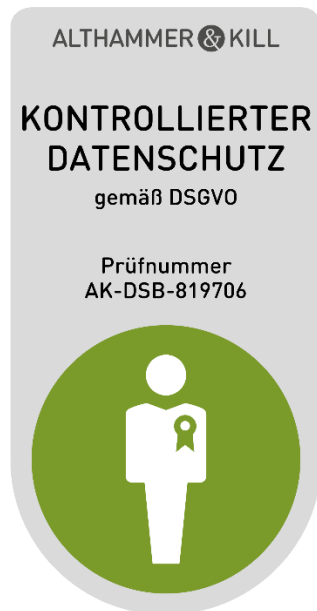 ALTHAMMER & KILL
KONTROLLIERTER
DATENSCHUTZ
gemäß DSGVO
Prüfnummer
AK-DSB-819706